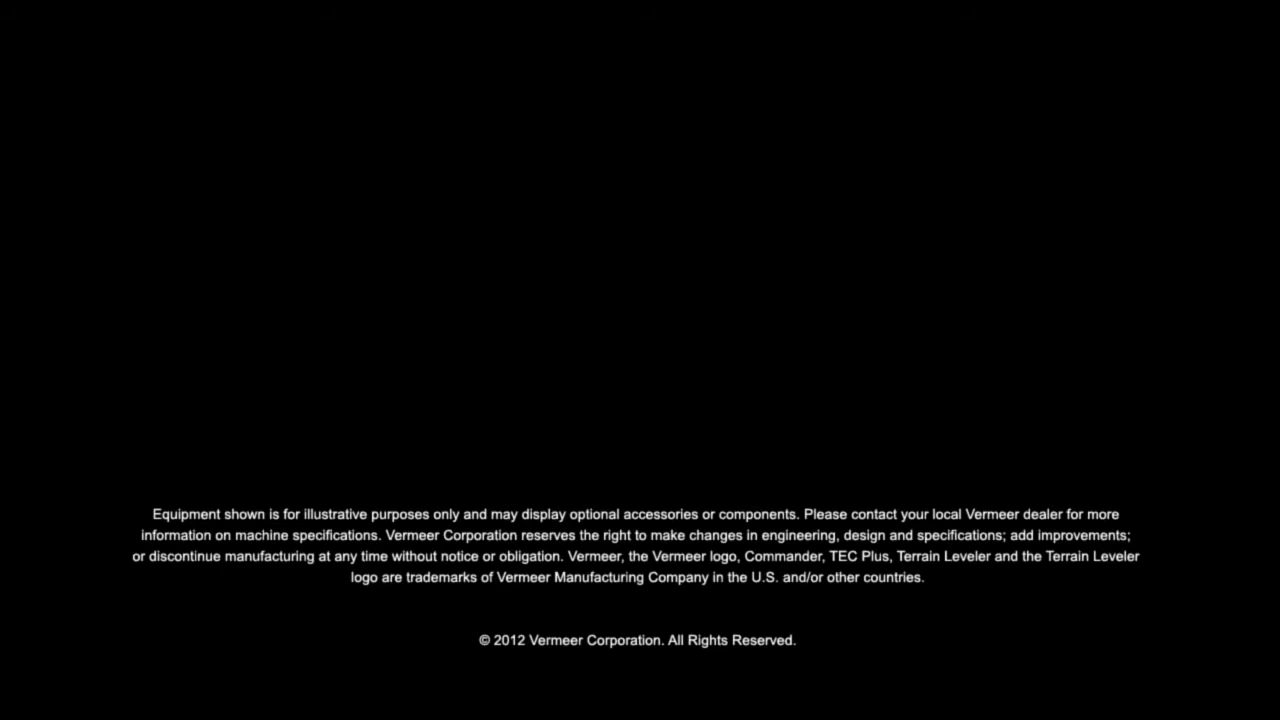 Equipment shown is for illustrative purposes only and may display optional accessories or components. Please contact your local Vermeer dealer for more
information on machine specifications. Vermeer Corporation reserves the right to make changes in engineering, design and specifications; add improvements;
or discontinue manufacturing at any time without notice or obligation. Vermeer, the Vermeer logo, Commander, TEC Plus, Terrain Leveler and the Terrain Leveler
logo are trademarks of Vermeer Manufacturing Company in the U.S. and/or other countries.
© 2012 Vermeer Corporation. All Rights Reserved.